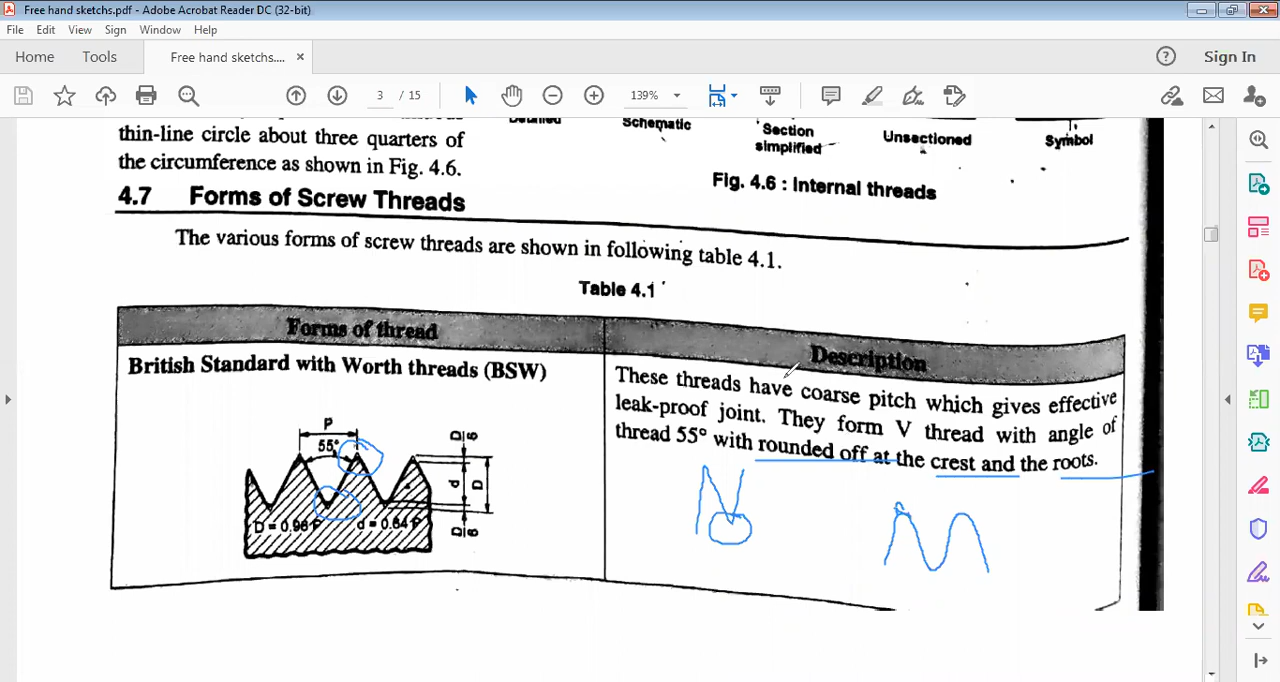 Free hand sketchs.pdf - Adobe Acrobat Reader DC (32-bit)
File Edit View Sign Window Help
Home Tools Free hand sketchs.... × Sign In
3 / 15 139%
thin-line circle about three quarters of
the circumference as shown in Fig. 4.6.
Detailed Schematic Section simplified Unsectioned Symbol
Fig. 4.6 : Internal threads
4.7 Forms of Screw Threads
The various forms of screw threads are shown in following table 4.1.
Table 4.1
Forms of thread
Description
British Standard with Worth threads (BSW)
These threads have coarse pitch which gives effective
leak-proof joint. They form V thread with angle of
thread 55° with rounded off at the crest and the roots.
P
55°
D/6
d
D
D = 0.96 P d = 0.64 P
D/6